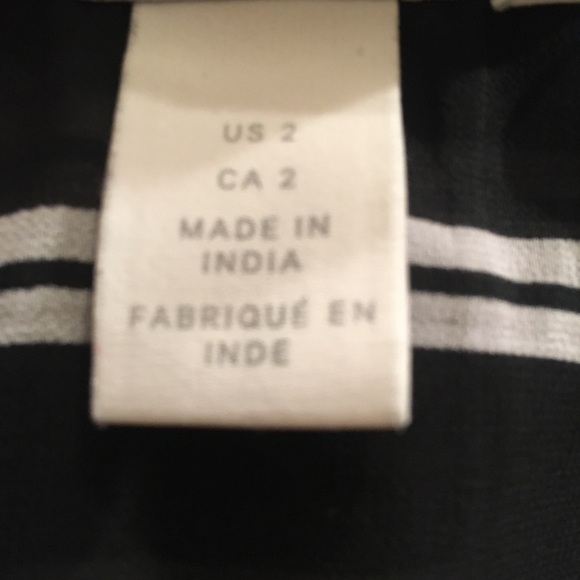 US 2
CA 2
MADE IN
INDIA
FABRIQUÉ EN
INDE